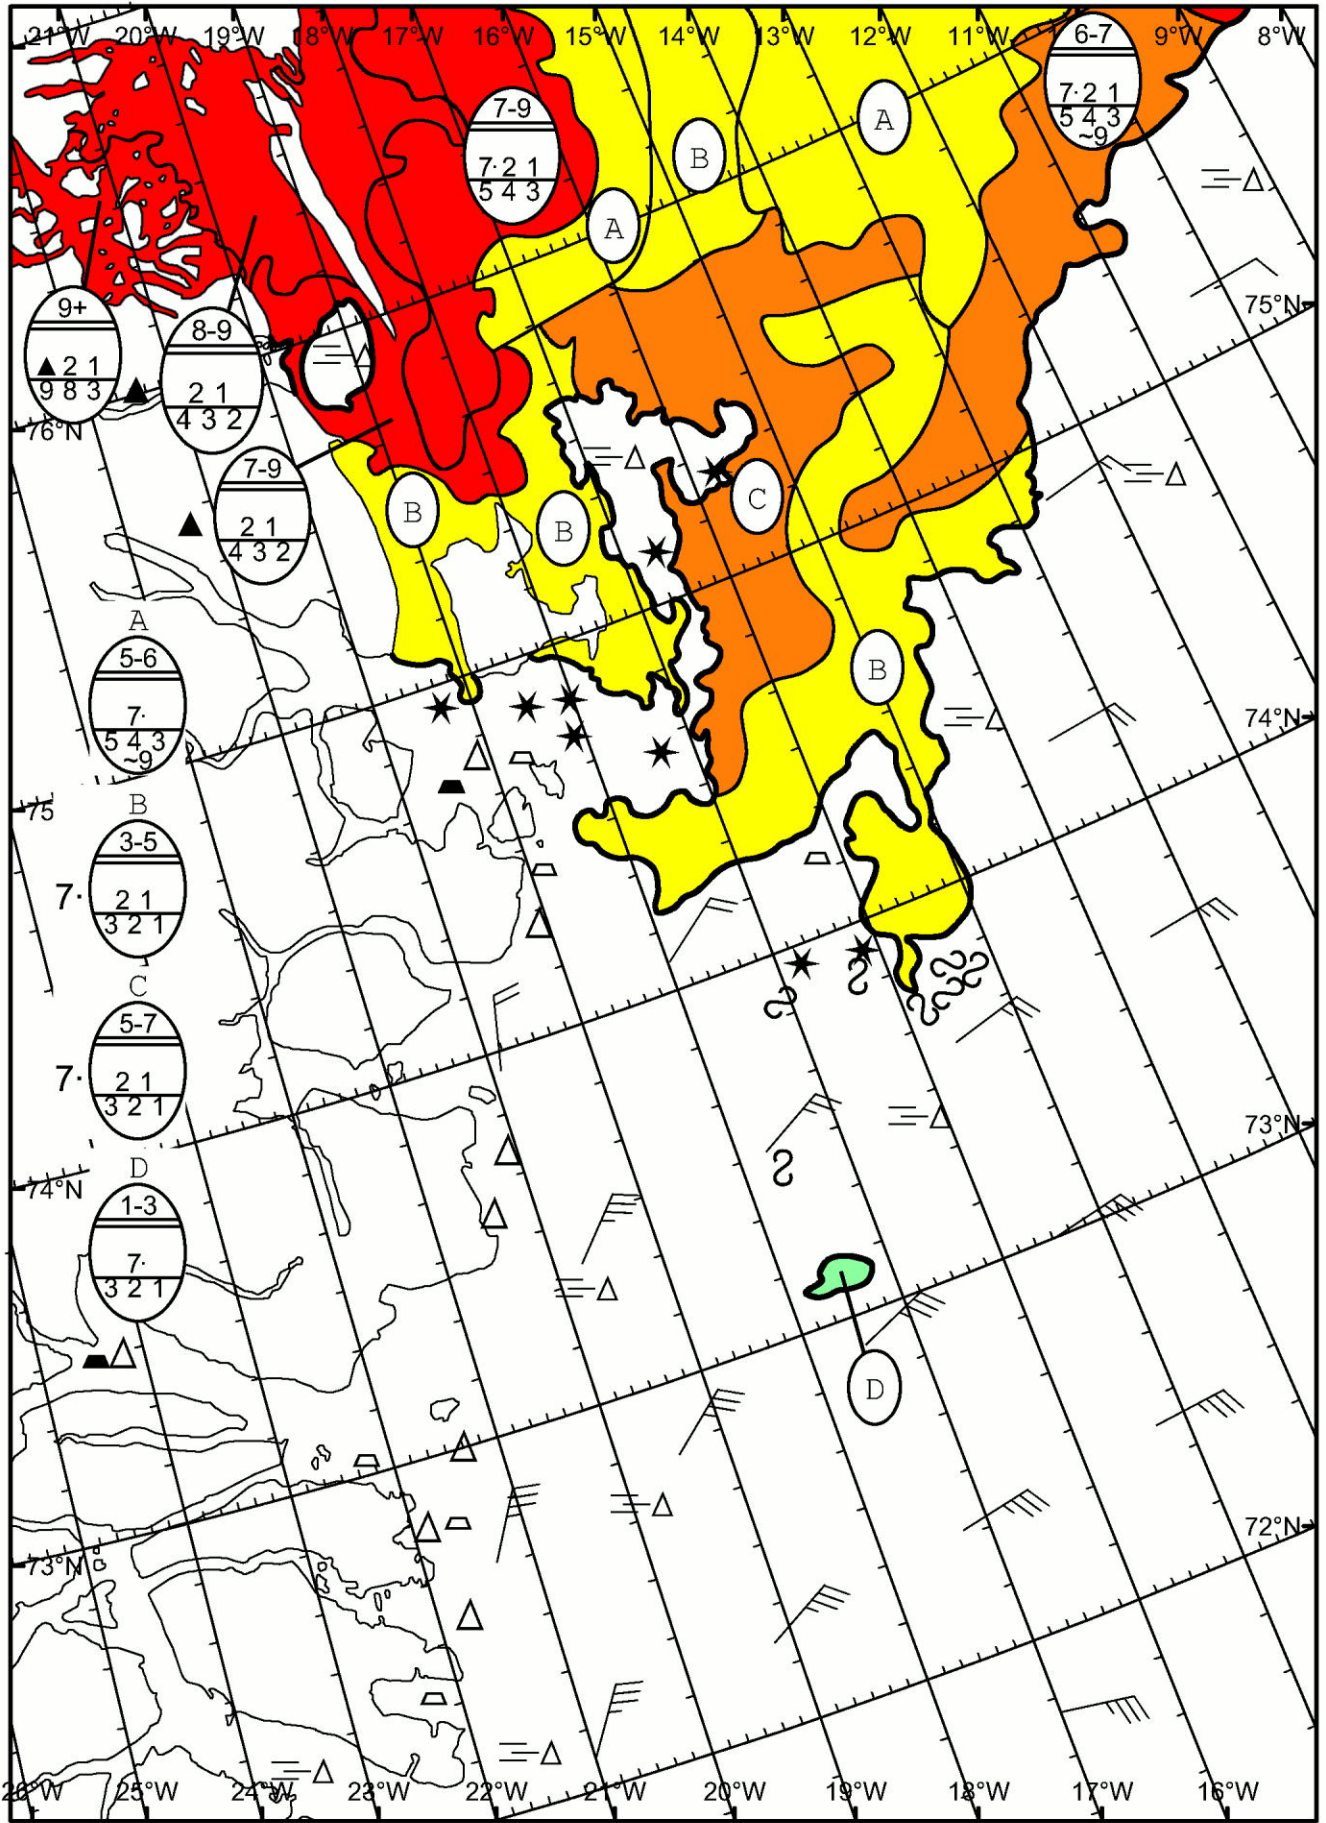 21°W 20°W 19°W 18°W 17°W 16°W 15°W 14°W 13°W 12°W 11°W 9°W 8°W
6-7
7· 2 1
5 4 3
~9
7-9
7· 2 1
5 4 3
A
B
A
75°N
9+
▲ 2 1
9 8 3
8-9
2 1
4 3 2
76°N
7-9
2 1
4 3 2
B
B
C
A
5-6
7·
5 4 3
~9
B
74°N
75
B
3-5
7·
2 1
3 2 1
C
5-7
7·
2 1
3 2 1
73°N
D
74°N
1-3
7·
3 2 1
D
72°N
73°N
26°W 25°W 24°W 23°W 22°W 21°W 20°W 19°W 18°W 17°W 16°W